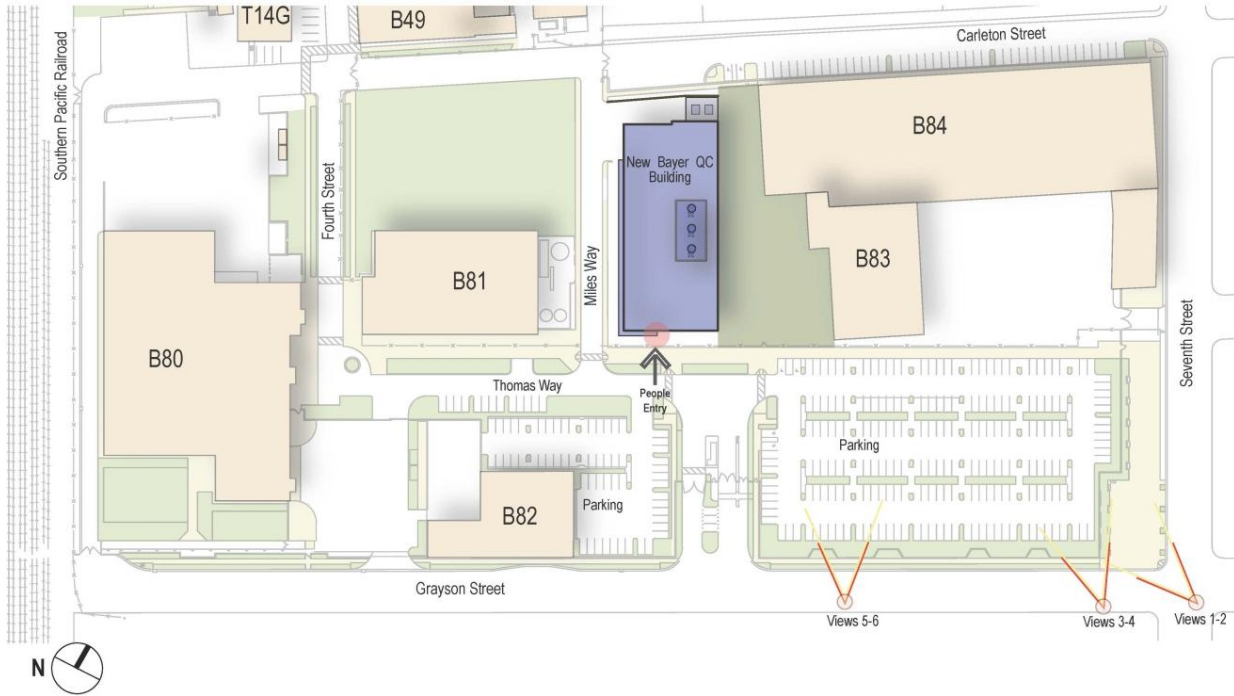 T14G
B49
Carleton Street
Southern Pacific Railroad
B84
New Bayer QC
Building
Fourth Street
B83
B81
Miles Way
Seventh Street
B80
Thomas Way
People
Entry
Parking
B82
Parking
Grayson Street
Views 5-6
Views 3-4
Views 1-2
N